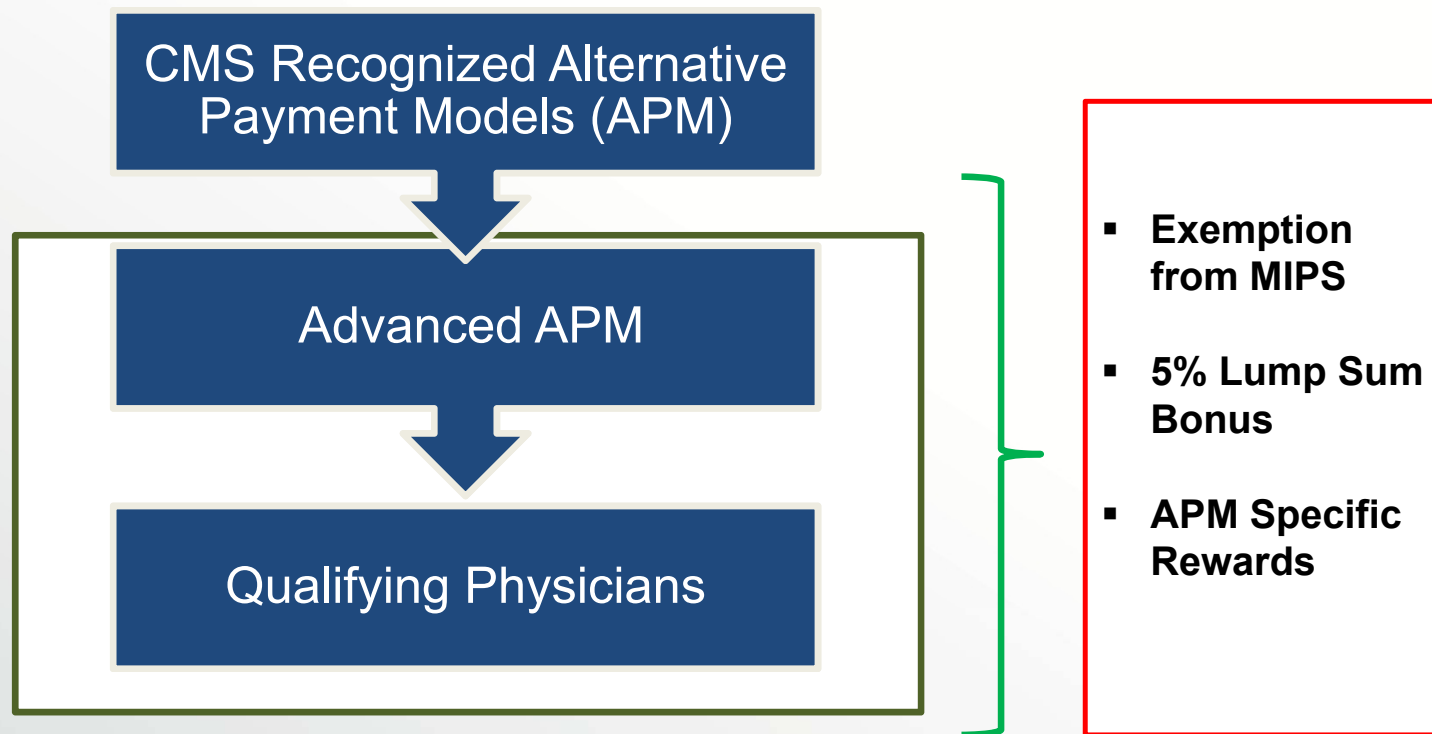 CMS Recognized Alternative
Payment Models (APM)
Advanced APM
Qualifying Physicians
▪ Exemption
from MIPS
▪ 5% Lump Sum
Bonus
▪ APM Specific
Rewards